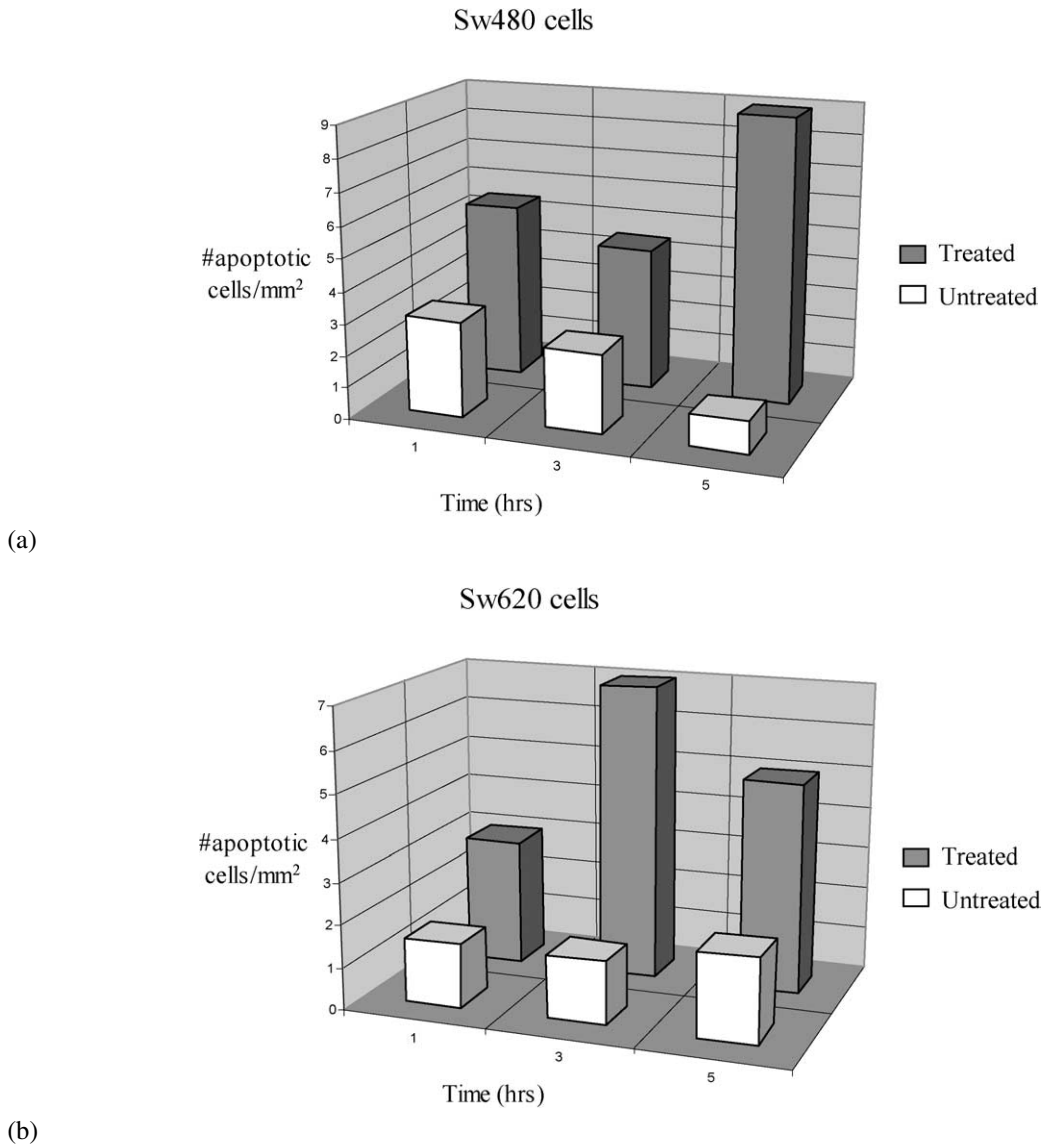 Sw480 cells
9
8
7
6
5
4
3
2
1
0
#apoptotic
cells/mm²
Treated
Untreated
1
3
5
Time (hrs)
(a)
Sw620 cells
7
6
5
4
3
2
1
0
#apoptotic
cells/mm²
Treated
Untreated
1
3
5
Time (hrs)
(b)